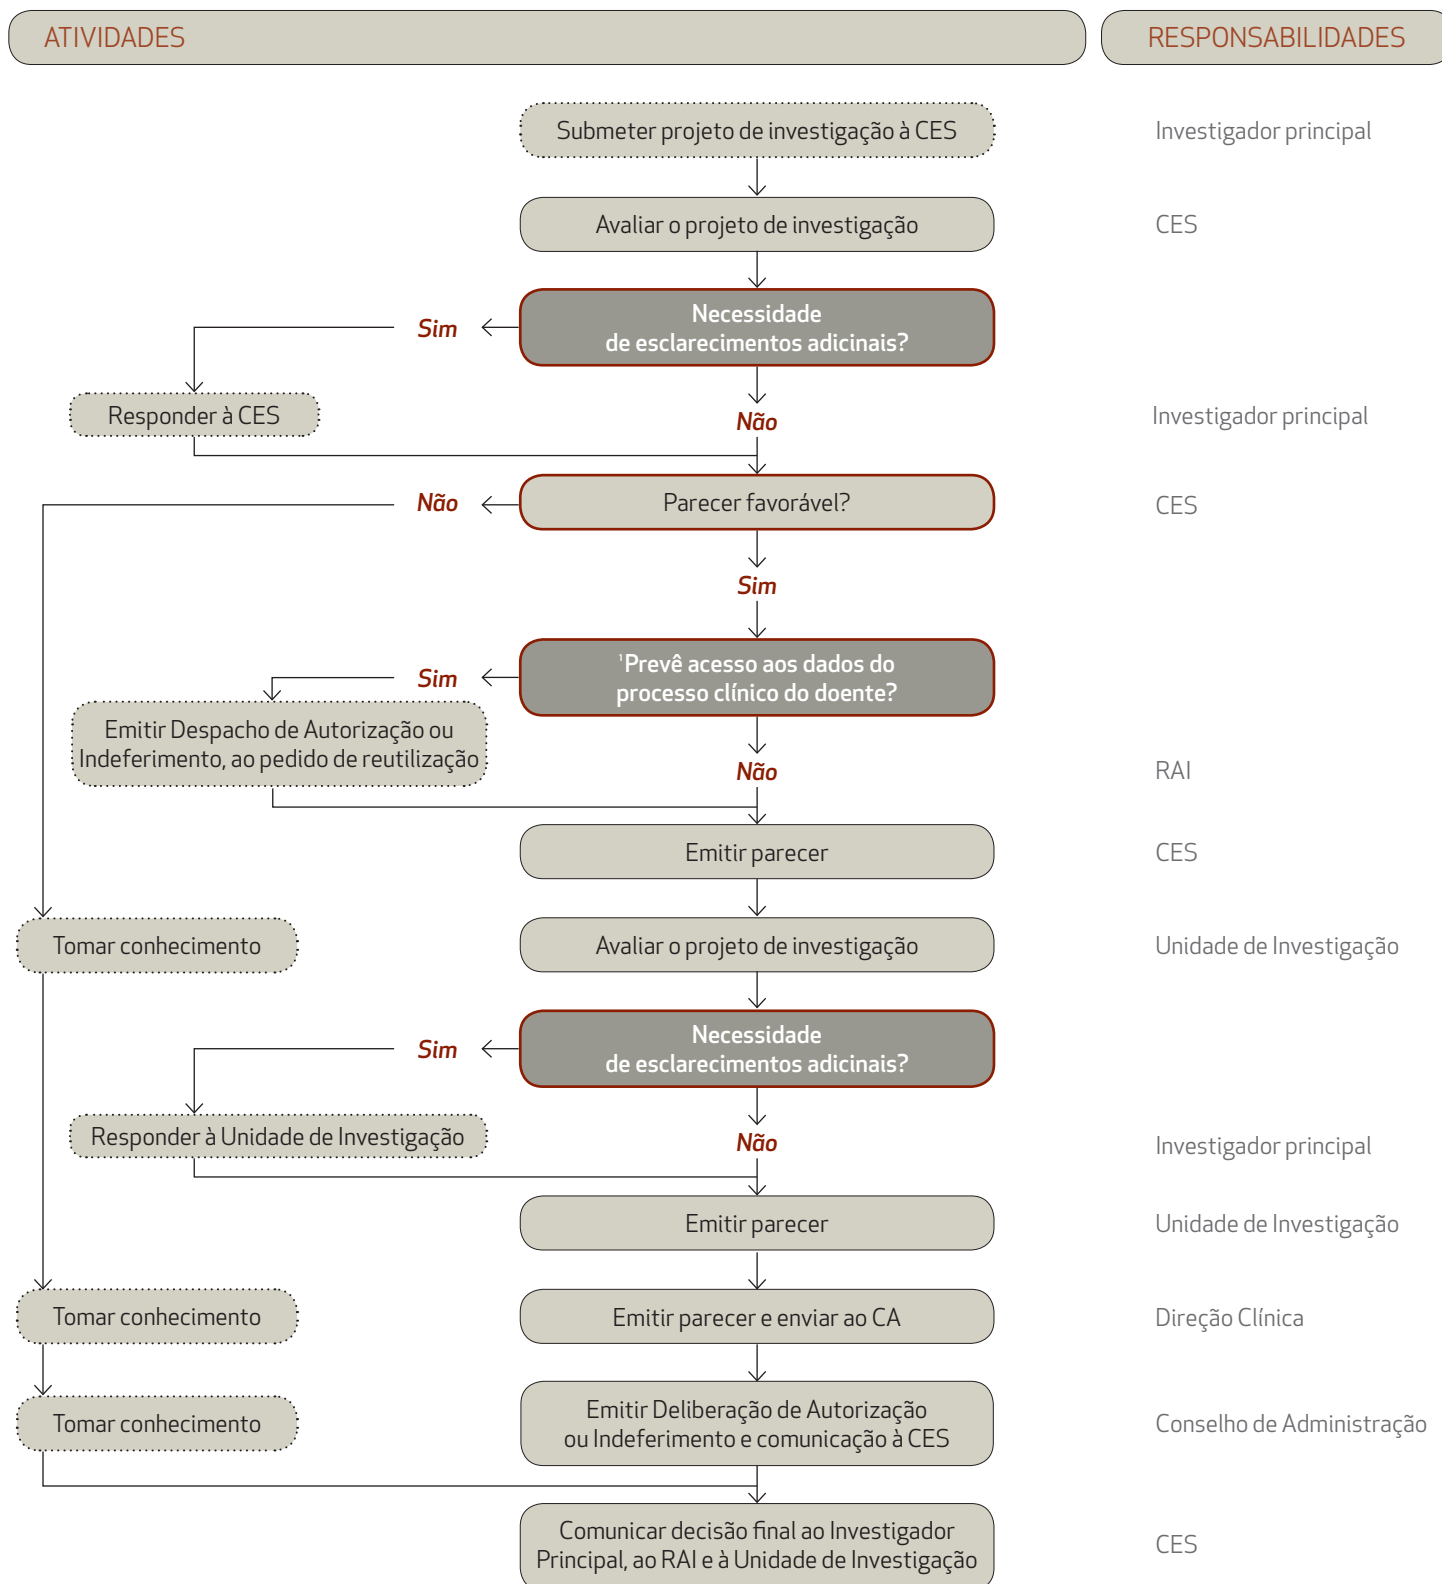 ATIVIDADES
RESPONSABILIDADES
Submeter projeto de investigação à CES
Investigador principal
Avaliar o projeto de investigação
CES
Necessidade
de esclarecimentos adicinais?
Sim
Responder à CES
Não
Investigador principal
Não
Parecer favorável?
CES
Sim
¹Prevê acesso aos dados do
processo clínico do doente?
Sim
Emitir Despacho de Autorização ou
Indeferimento, ao pedido de reutilização
Não
RAI
Emitir parecer
CES
Tomar conhecimento
Avaliar o projeto de investigação
Unidade de Investigação
Necessidade
de esclarecimentos adicinais?
Sim
Responder à Unidade de Investigação
Não
Investigador principal
Emitir parecer
Unidade de Investigação
Tomar conhecimento
Emitir parecer e enviar ao CA
Direção Clínica
Tomar conhecimento
Emitir Deliberação de Autorização
ou Indeferimento e comunicação à CES
Conselho de Administração
Comunicar decisão final ao Investigador
Principal, ao RAI e à Unidade de Investigação
CES